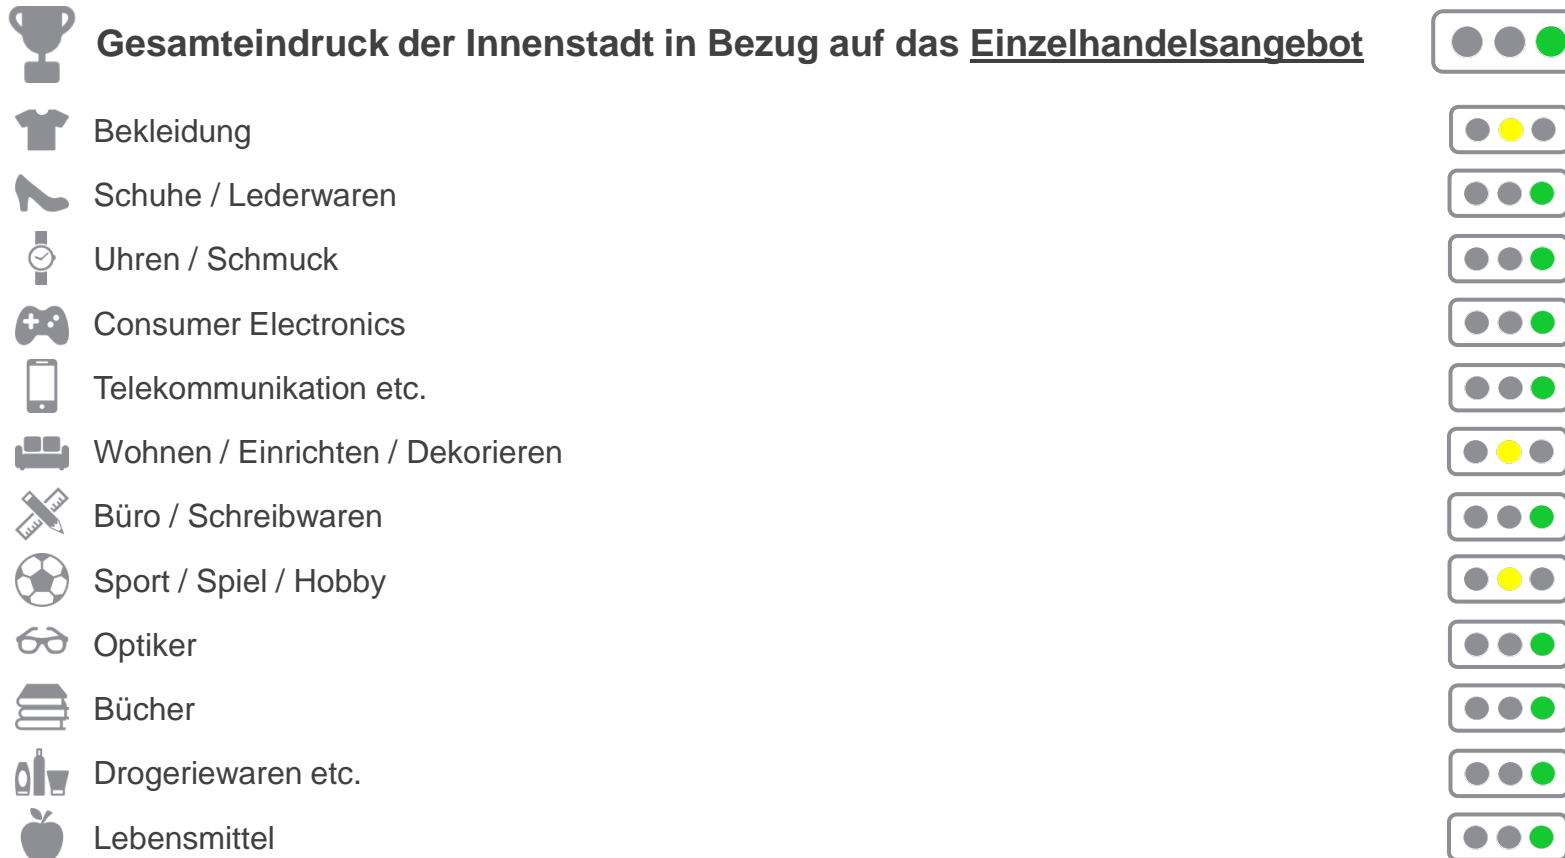 Gesamteindruck der Innenstadt in Bezug auf das Einzelhandelsangebot
Bekleidung
Schuhe / Lederwaren
Uhren / Schmuck
Consumer Electronics
Telekommunikation etc.
Wohnen / Einrichten / Dekorieren
Büro / Schreibwaren
Sport / Spiel / Hobby
Optiker
Bücher
Drogeriewaren etc.
Lebensmittel